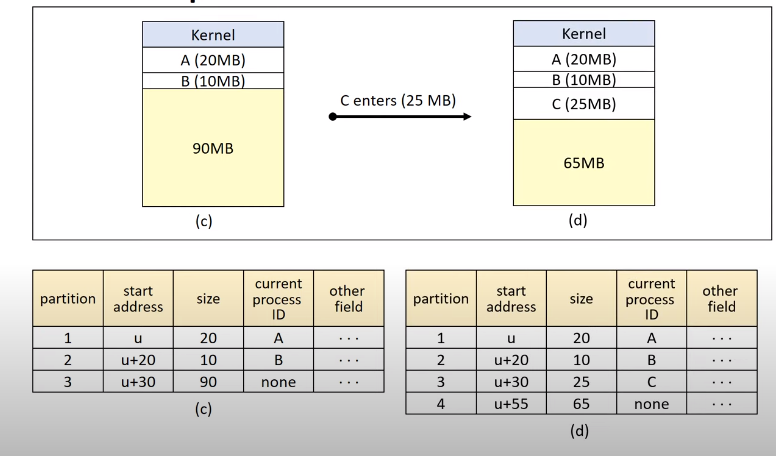 Kernel
A (20MB)
B (10MB)
90MB
(c)
C enters (25 MB)
Kernel
A (20MB)
B (10MB)
C (25MB)
65MB
(d)
partition start address size current process ID other field
1 u 20 A ...
2 u+20 10 B ...
3 u+30 90 none ...
(c)
partition start address size current process ID other field
1 u 20 A ...
2 u+20 10 B ...
3 u+30 25 C ...
4 u+55 65 none ...
(d)